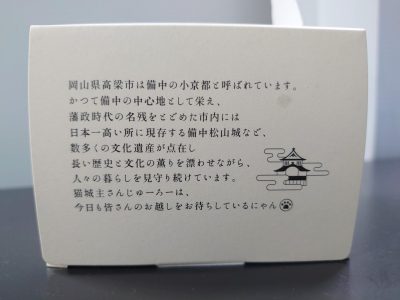 岡山県高梁市は備中の小京都と呼ばれています。
かつて備中の中心地として栄え、
藩政時代の名残をとどめた市内には
日本一高い所に現存する備中松山城など、
数多くの文化遺産が点在し
長い歴史と文化の薫りを漂わせながら、
人々の暮らしを見守り続けています。
猫城主さんじゅーろーは、
今日も皆さんのお越しをお待ちしているにゃん